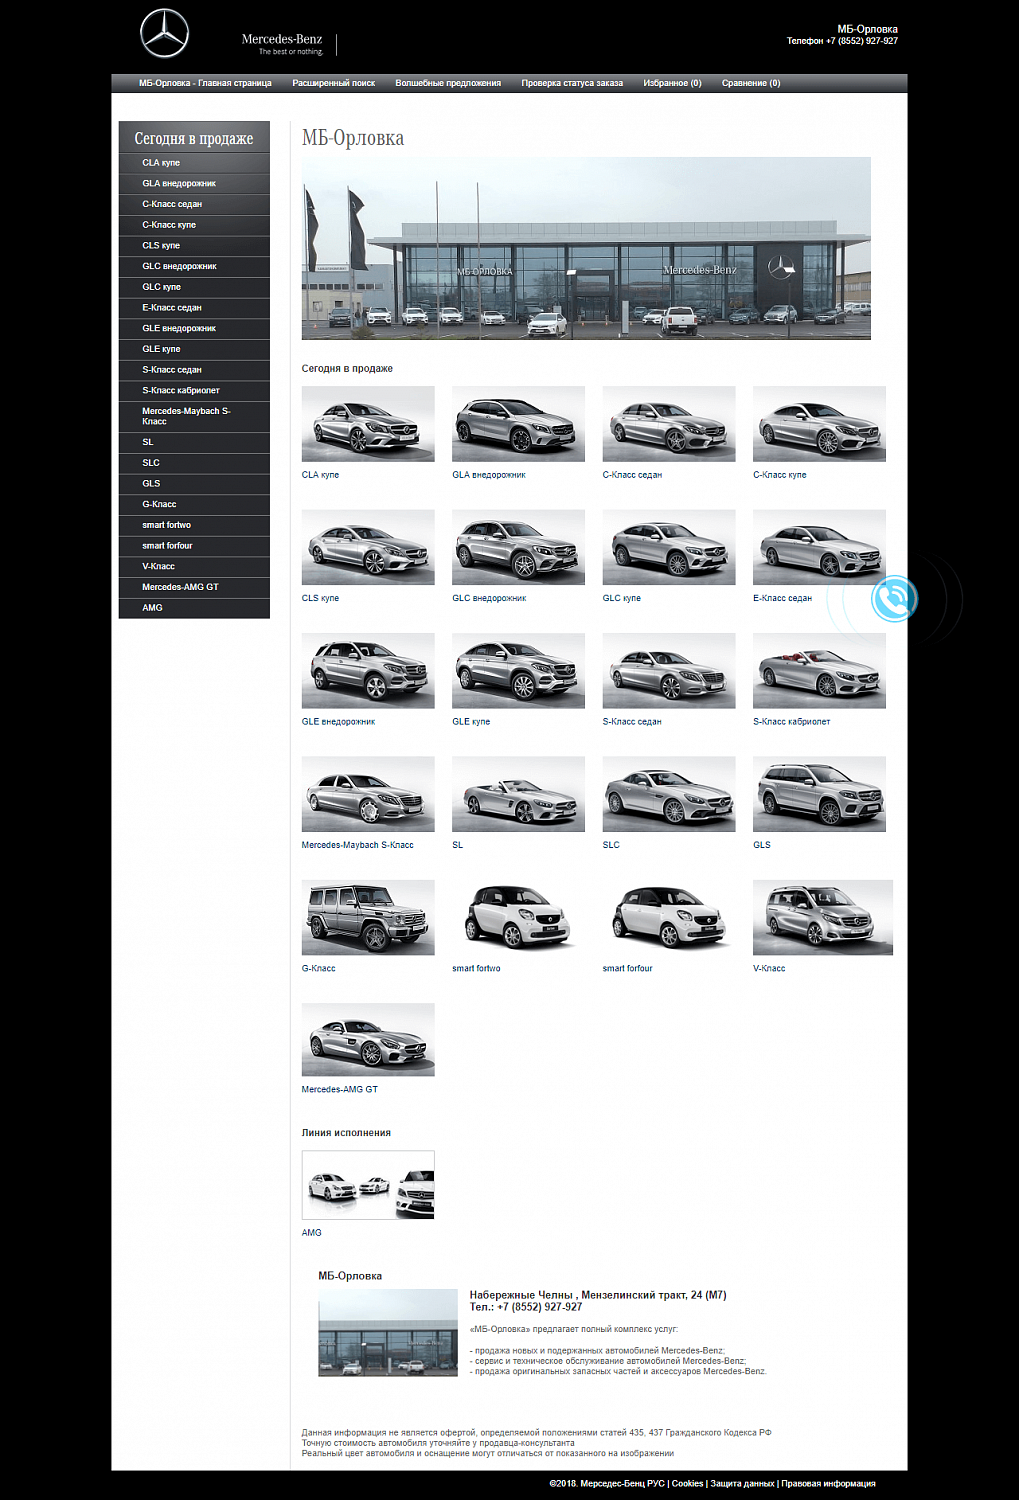 Mercedes-Benz
The best or nothing.
МБ-Орловка
Телефон +7 (8552) 927-927
МБ-Орловка - Главная страница Расширенный поиск Волшебные предложения Проверка статуса заказа Избранное (0) Сравнение (0)
Сегодня в продаже
CLA купе
GLA внедорожник
С-Класс седан
С-Класс купе
CLS купе
GLC внедорожник
GLC купе
Е-Класс седан
GLE внедорожник
GLE купе
S-Класс седан
S-Класс кабриолет
Mercedes-Maybach S-
Класс
SL
SLC
GLS
G-Класс
smart fortwo
smart forfour
V-Класс
Mercedes-AMG GT
AMG
МБ-Орловка
МБ-ОРЛОВКА
Mercedes-Benz
Сегодня в продаже
CLA купе GLA внедорожник С-Класс седан С-Класс купе
CLS купе GLC внедорожник GLC купе Е-Класс седан
GLE внедорожник GLE купе S-Класс седан S-Класс кабриолет
Mercedes-Maybach S-Класс SL SLC GLS
G-Класс smart fortwo smart forfour V-Класс
Mercedes-AMG GT
Линия исполнения
AMG
МБ-Орловка
Набережные Челны , Мензелинский тракт, 24 (М7)
Тел.: +7 (8552) 927-927
«МБ-Орловка» предлагает полный комплекс услуг:
- продажа новых и подержанных автомобилей Mercedes-Benz;
- сервис и техническое обслуживание автомобилей Mercedes-Benz;
- продажа оригинальных запасных частей и аксессуаров Mercedes-Benz.
Данная информация не является офертой, определяемой положениями статей 435, 437 Гражданского Кодекса РФ
Точную стоимость автомобиля уточняйте у продавца-консультанта
Реальный цвет автомобиля и оснащение могут отличаться от показанного на изображении
©2018. Мерседес-Бенц РУС | Cookies | Защита данных | Правовая информация